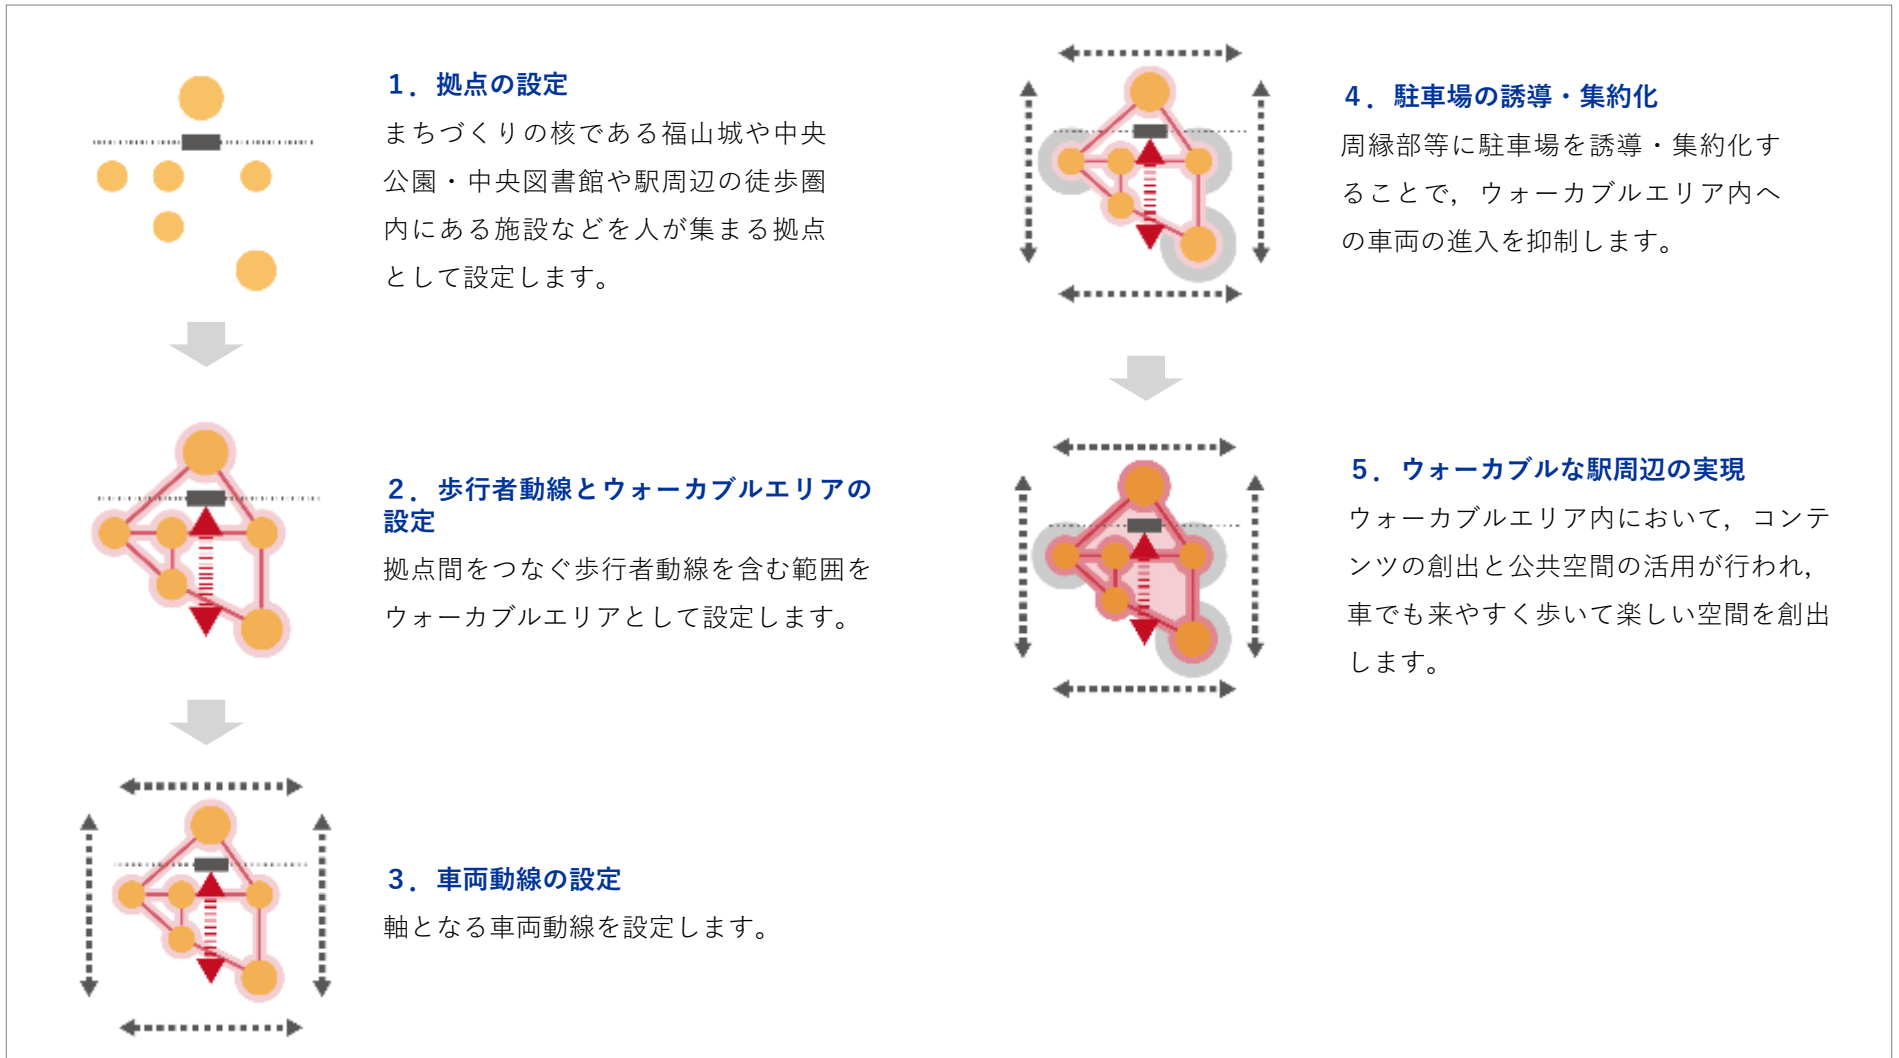 1．拠点の設定
まちづくりの核である福山城や中央
公園・中央図書館や駅周辺の徒歩圏
内にある施設などを人が集まる拠点
として設定します。
2．歩行者動線とウォーカブルエリアの
設定
拠点間をつなぐ歩行者動線を含む範囲を
ウォーカブルエリアとして設定します。
3．車両動線の設定
軸となる車両動線を設定します。
4．駐車場の誘導・集約化
周縁部等に駐車場を誘導・集約化す
ることで，ウォーカブルエリア内へ
の車両の進入を抑制します。
5．ウォーカブルな駅周辺の実現
ウォーカブルエリア内において，コンテ
ンツの創出と公共空間の活用が行われ，
車でも来やすく歩いて楽しい空間を創出
します。